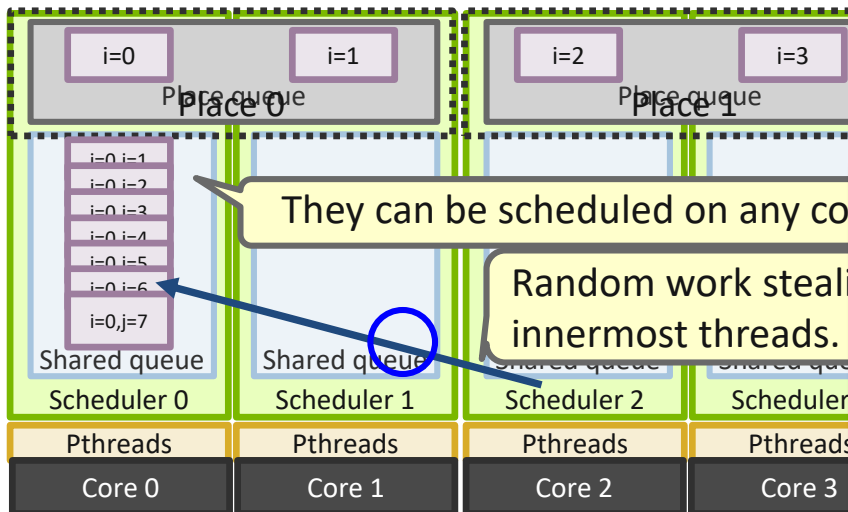 i=0
i=1
i=2
i=3
Place queue
Place 0
Place queue
Place 1
i=0,j=1
i=0,j=2
i=0,j=3
i=0,j=4
i=0,j=5
i=0,j=6
i=0,j=7
They can be scheduled on any co
Random work steali
innermost threads.
Shared queue
Shared queue
Shared queue
Shared que
Scheduler 0
Scheduler 1
Scheduler 2
Scheduler
Pthreads
Pthreads
Pthreads
Pthreads
Core 0
Core 1
Core 2
Core 3